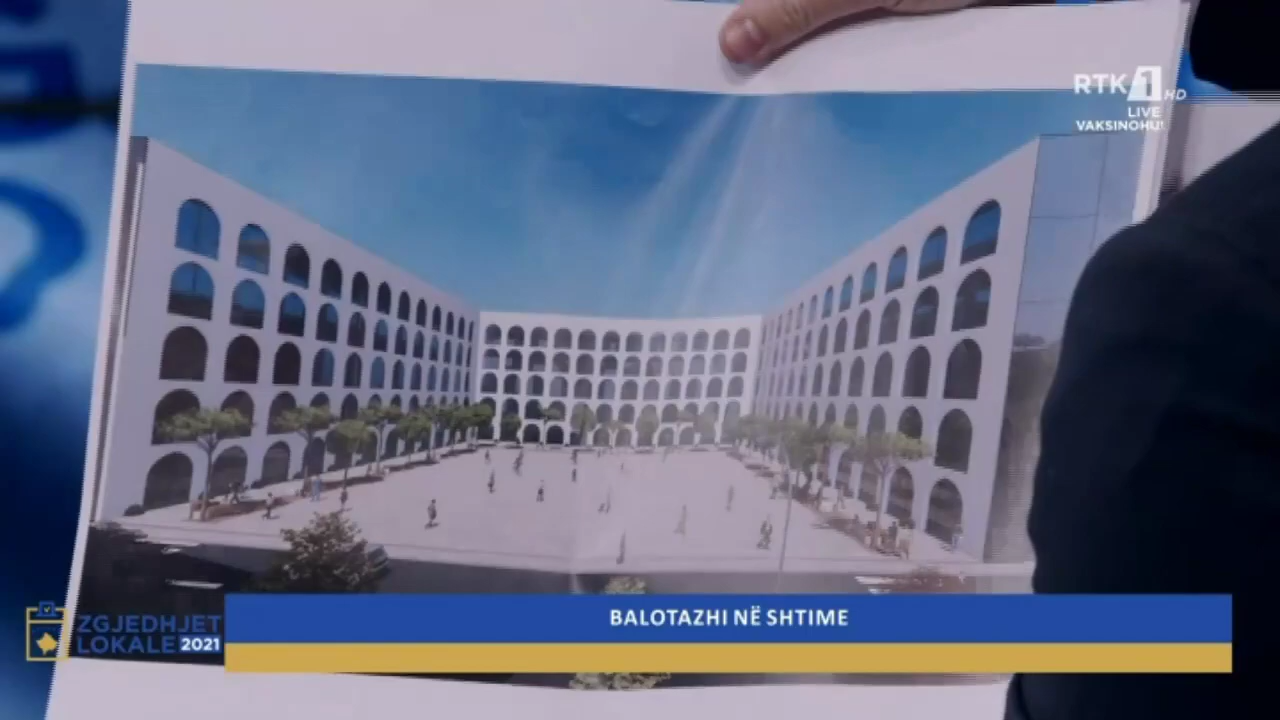 RTK 1 HD
LIVE
VAKSINOHU!
BALOTAZHI NË SHTIME
ZGJEDHJET
LOKALE 2021